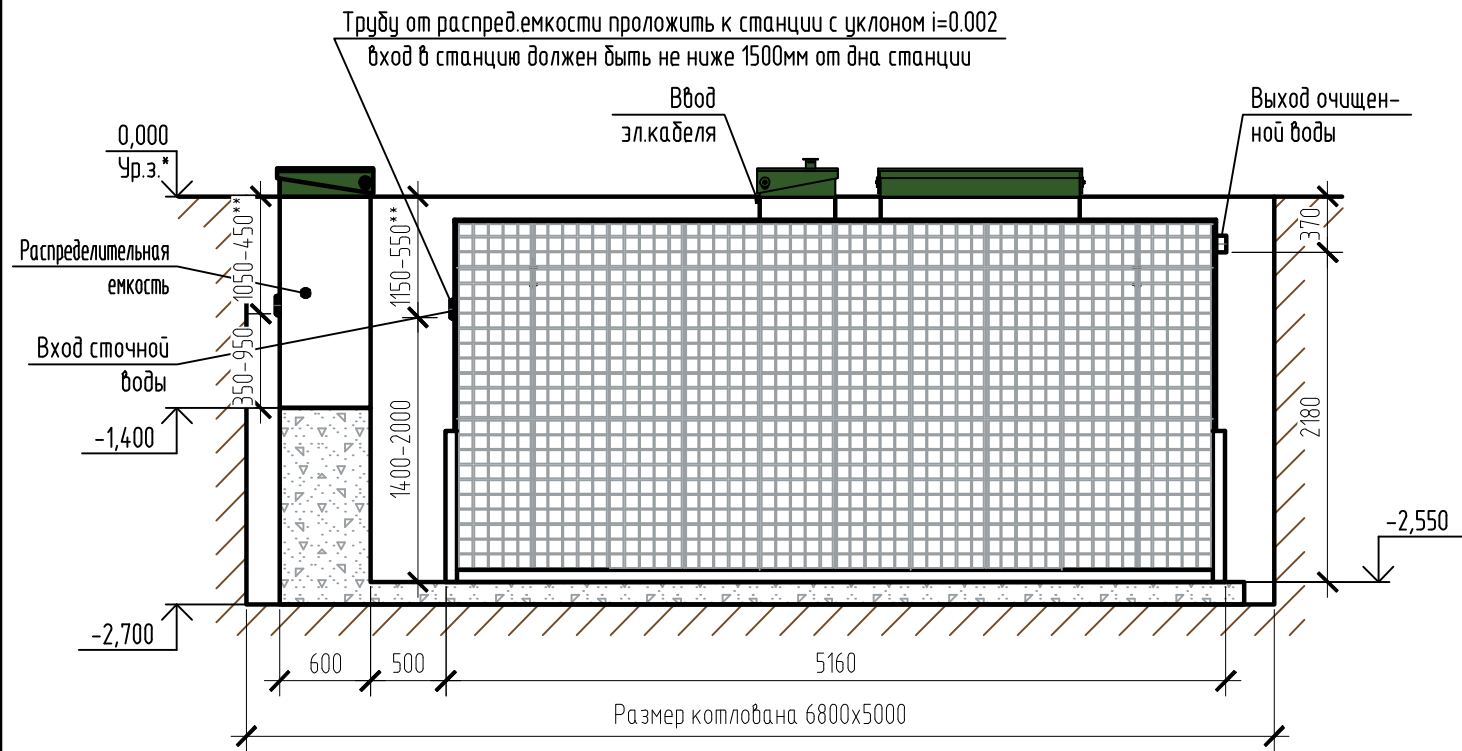 Трубу от распред.емкости проложить к станции с уклоном i=0.002
вход в станцию должен быть не ниже 1500мм от дна станции
Ввод
эл.кабеля
Выход очищен-
ной воды
0,000
Ур.з.*
Распределительная
емкость
Вход сточной
воды
1050-450**
350-950
1150-550**
1400-2000
370
2180
-1,400
-2,700
-2,550
600
500
5160
Размер котлована 6800х5000